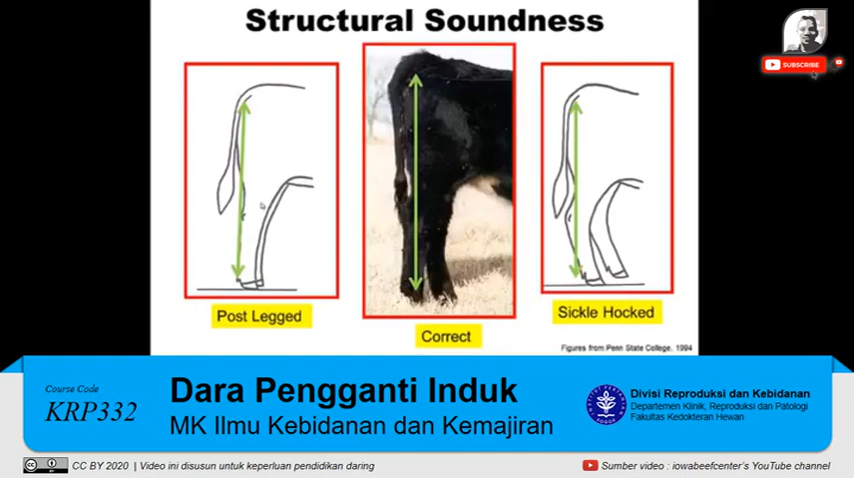 Structural Soundness
SUBSCRIBE
Post Legged
Correct
Sickle Hocked
Figures from Penn State College, 1994
Course Code
KRP332
Dara Pengganti Induk
MK Ilmu Kebidanan dan Kemajiran
Divisi Reproduksi dan Kebidanan
Departemen Klinik, Reproduksi dan Patologi
Fakultas Kedokteran Hewan
CC BY 2020 | Video ini disusun untuk keperluan pendidikan daring
Sumber video : iowabeefcenter's YouTube channel